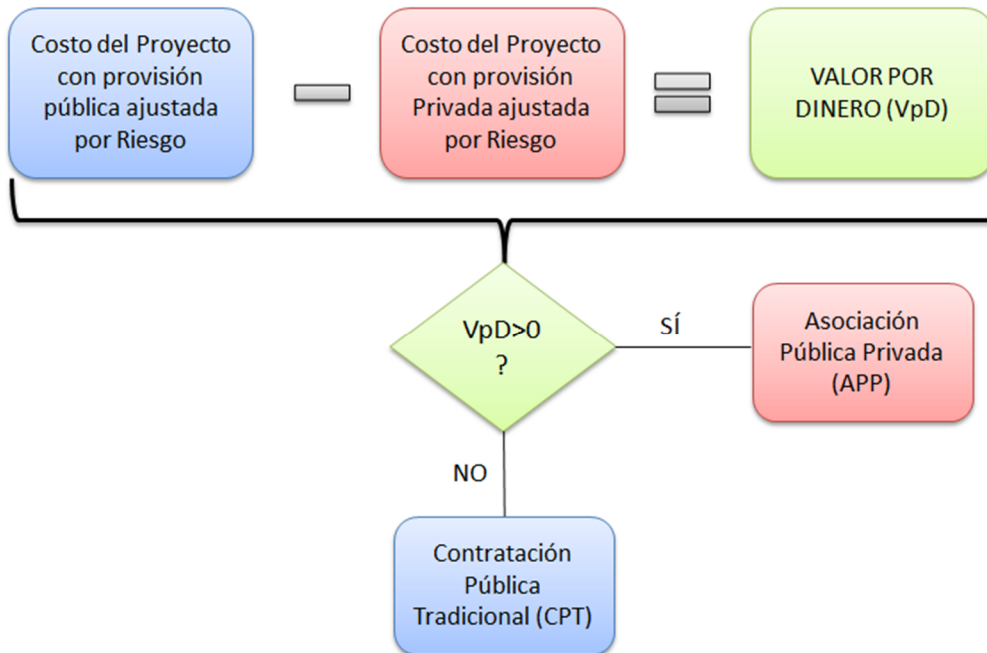 Costo del Proyecto
con provisión
pública ajustada
por Riesgo
Costo del Proyecto
con provisión
Privada ajustada
por Riesgo
VALOR POR
DINERO (VpD)
VpD>0
?
SÍ
Asociación
Pública Privada
(APP)
NO
Contratación
Pública
Tradicional (CPT)